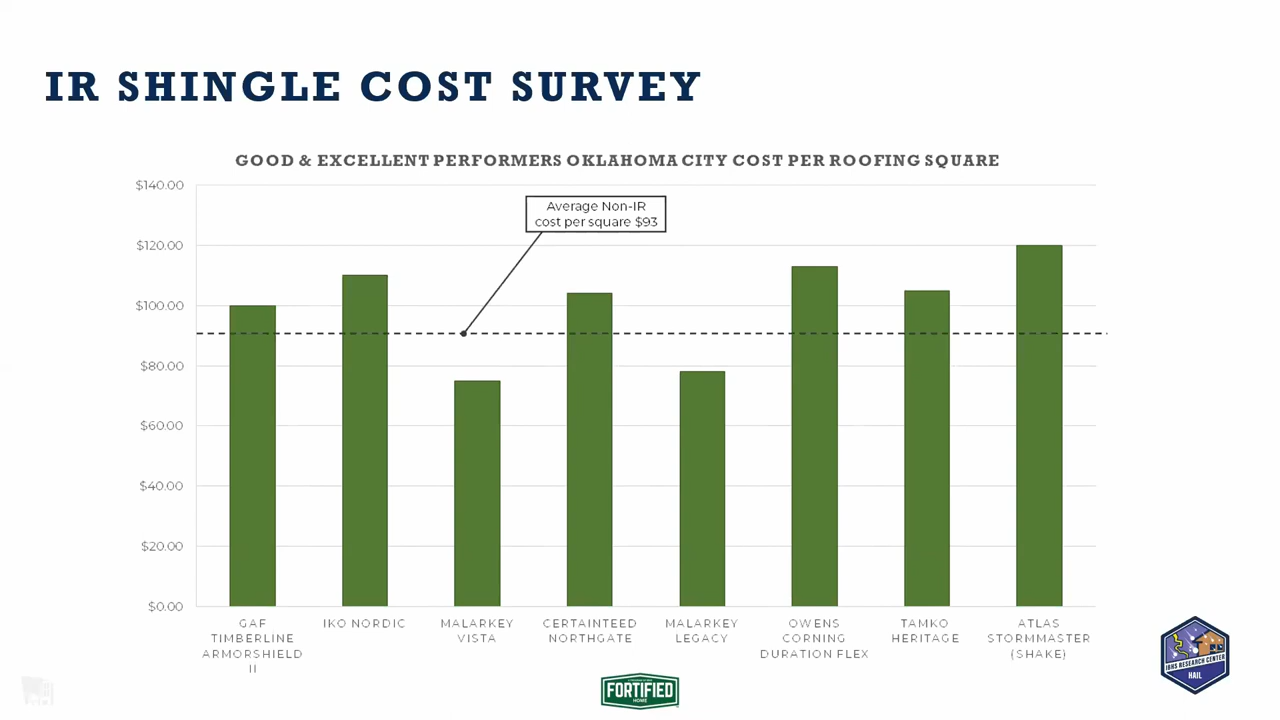 IR SHINGLE COST SURVEY
GOOD & EXCELLENT PERFORMERS OKLAHOMA CITY COST PER ROOFING SQUARE
$140.00
$120.00
$100.00
$80.00
$60.00
$40.00
$20.00
$0.00
Average Non-IR
cost per square $93
GAF
TIMBERLINE
ARMORSHIELD
II
IKO NORDIC
MALARKEY
VISTA
CERTAINTEED
NORTHGATE
MALARKEY
LEGACY
OWENS
CORNING
DURATION FLEX
TAMKO
HERITAGE
ATLAS
STORMMASTER
(SHAKE)
FORTIFIED
HOME
IBHS RESEARCH CENTER
HAIL